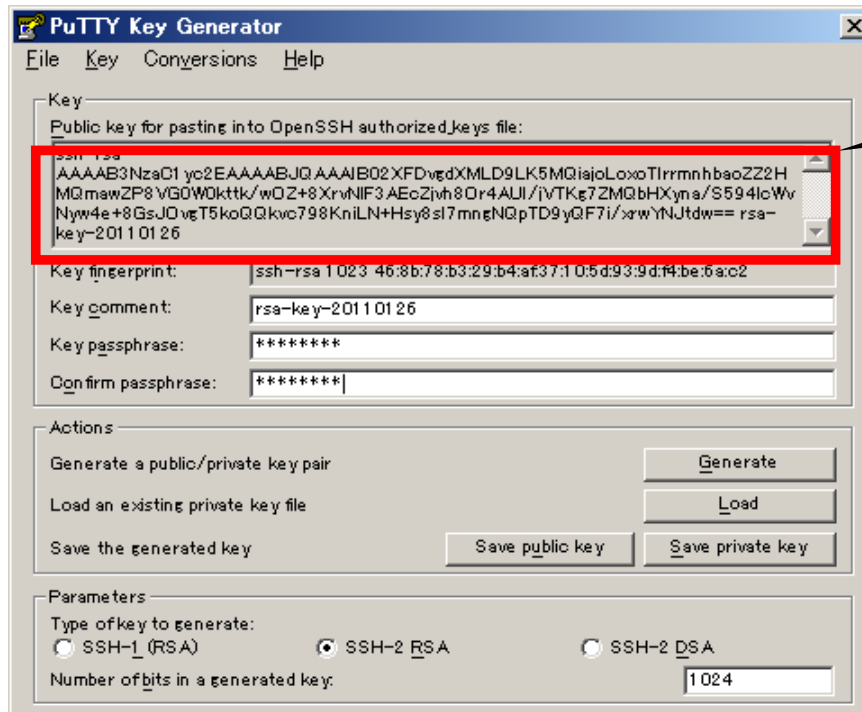 PuTTY Key Generator
File Key Conversions Help
Key
Public key for pasting into OpenSSH authorized_keys file:
ssh-rsa
AAAAB3NzaC1yc2EAAAABJQAAAIB02XFDvgdXMLD9LK5MQiajoLoxoTIrrmnhbaoZZ2H
MQmawZP8VG0W0kttk/wOZ+8XrvNIF3AEcZjvh8Or4AUI/jVTKg7ZMQbHXyna/S594IcWv
Nyw4e+8GsJOvgT5koQQkvc798KniLN+Hsy8sI7mngNQpTD9yQF7i/xrwYNJtdw== rsa-
key-20110126
Key fingerprint: ssh-rsa 1023 46:8b:78:b3:29:b4:af:37:10:5d:93:9d:f4:be:6a:c2
Key comment: rsa-key-20110126
Key passphrase: ********
Confirm passphrase: ********
Actions
Generate a public/private key pair Generate
Load an existing private key file Load
Save the generated key Save public key Save private key
Parameters
Type of key to generate:
SSH-1 (RSA) SSH-2 RSA SSH-2 DSA
Number of bits in a generated key: 1024